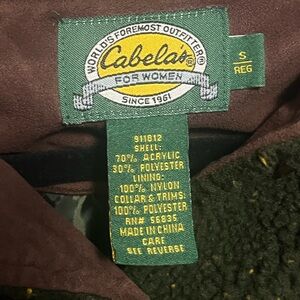 WORLD'S FOREMOST OUTFITTER®
Cabela's®
FOR WOMEN
SINCE 1961
S
REG
911812
SHELL:
70% ACRYLIC
30% POLYESTER
LINING:
100% NYLON
COLLAR & TRIMS:
100% POLYESTER
RN# 56835
MADE IN CHINA
CARE
SEE REVERSE